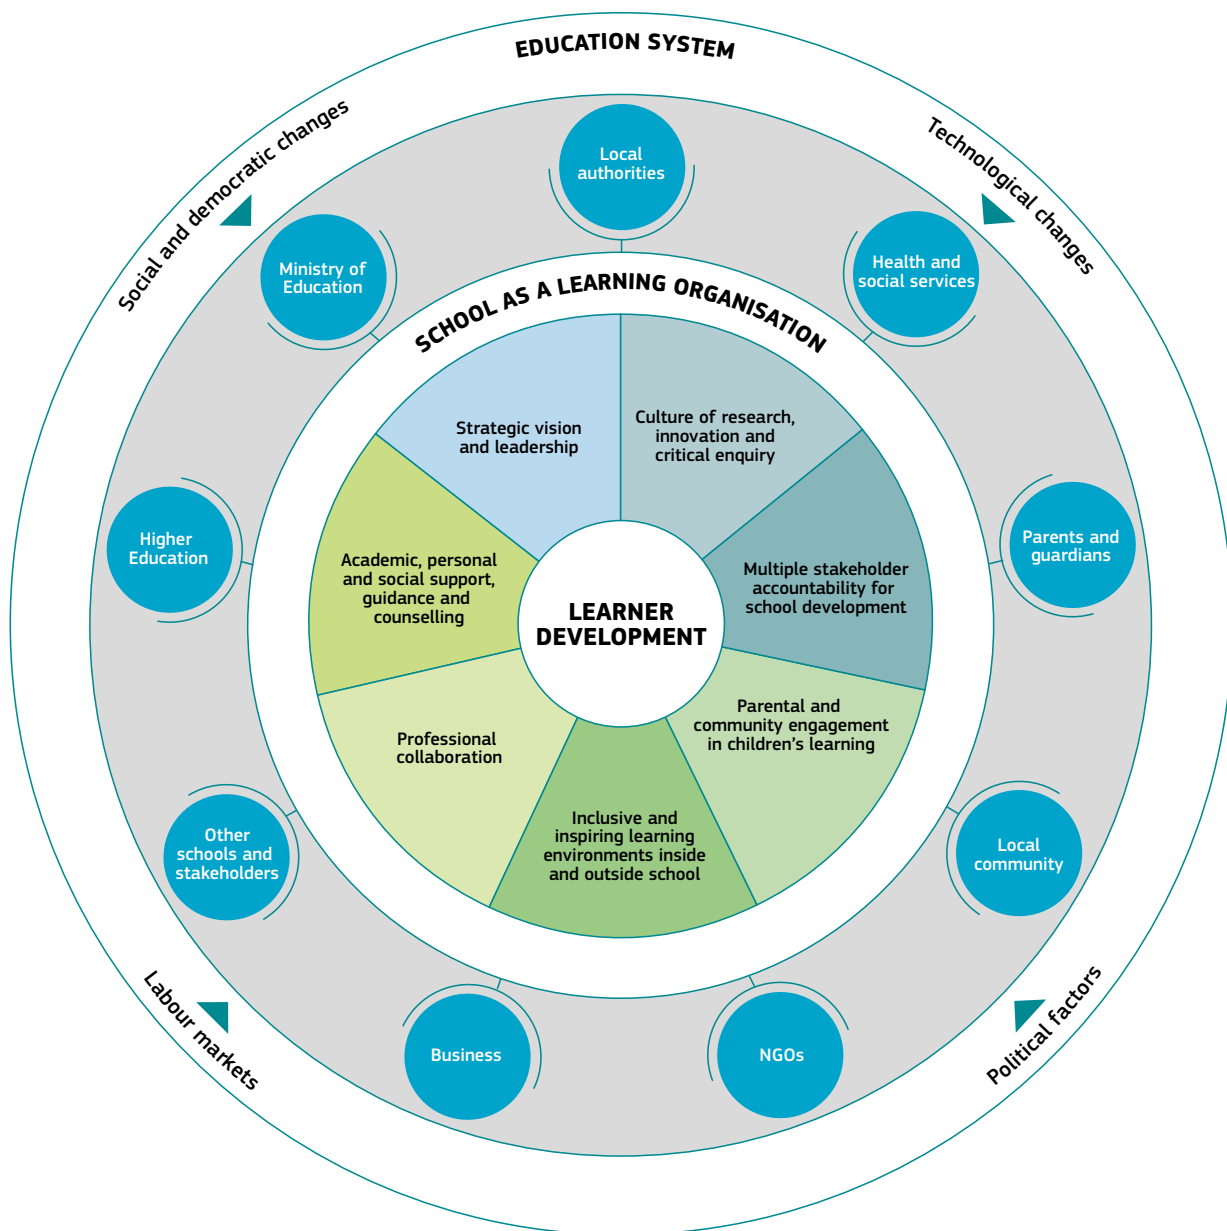 EDUCATION SYSTEM
Social and democratic changes
Technological changes
Local
authorities
Ministry of
Education
Health and
social services
SCHOOL AS A LEARNING ORGANISATION
Strategic vision
and leadership
Culture of research,
innovation and
critical enquiry
Higher
Education
Parents and
guardians
Academic, personal
and social support,
guidance and
counselling
Multiple stakeholder
accountability for
school development
LEARNER
DEVELOPMENT
Professional
collaboration
Parental and
community engagement
in children’s learning
Inclusive and
inspiring learning
environments inside
and outside school
Other
schools and
stakeholders
Local
community
Labour markets
Political factors
Business
NGOs